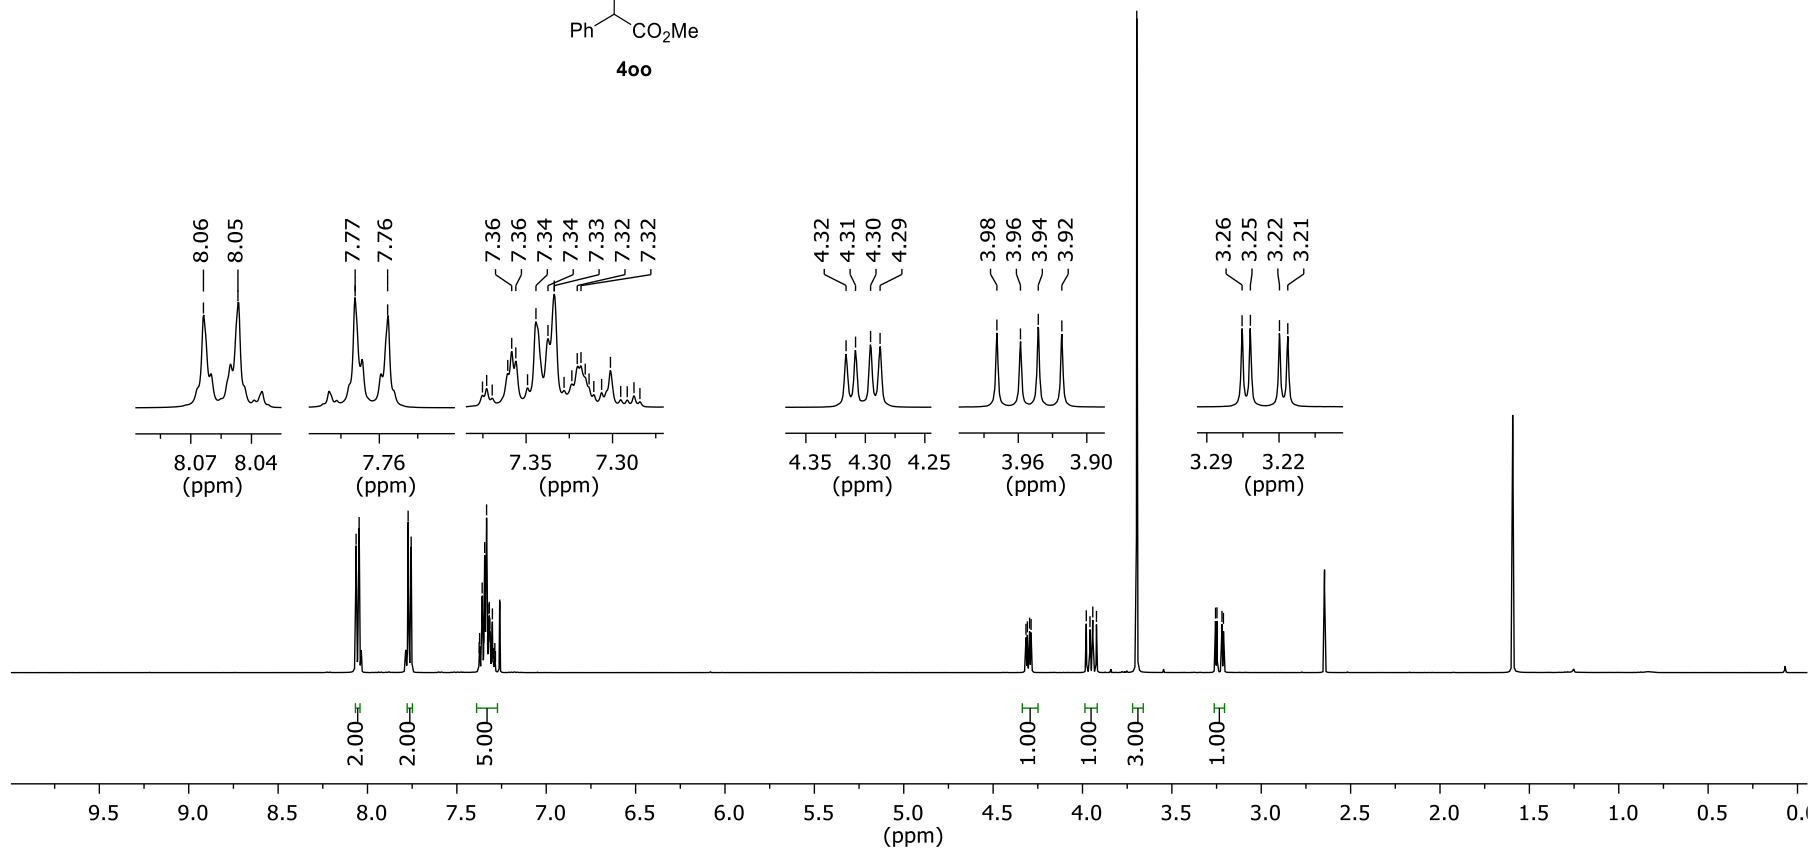 Ph CO₂Me
4oo
8.06 8.05 7.77 7.76 7.36 7.36 7.34 7.34 7.33 7.32 7.32 4.32 4.31 4.30 4.29 3.98 3.96 3.94 3.92 3.26 3.25 3.22 3.21
8.07 8.04 7.76 7.35 7.30 4.35 4.30 4.25 3.96 3.90 3.29 3.22
(ppm) (ppm) (ppm) (ppm) (ppm) (ppm)
2.00 2.00 5.00 1.00 1.00 3.00 1.00
9.5 9.0 8.5 8.0 7.5 7.0 6.5 6.0 5.5 5.0 4.5 4.0 3.5 3.0 2.5 2.0 1.5 1.0 0.5
(ppm)